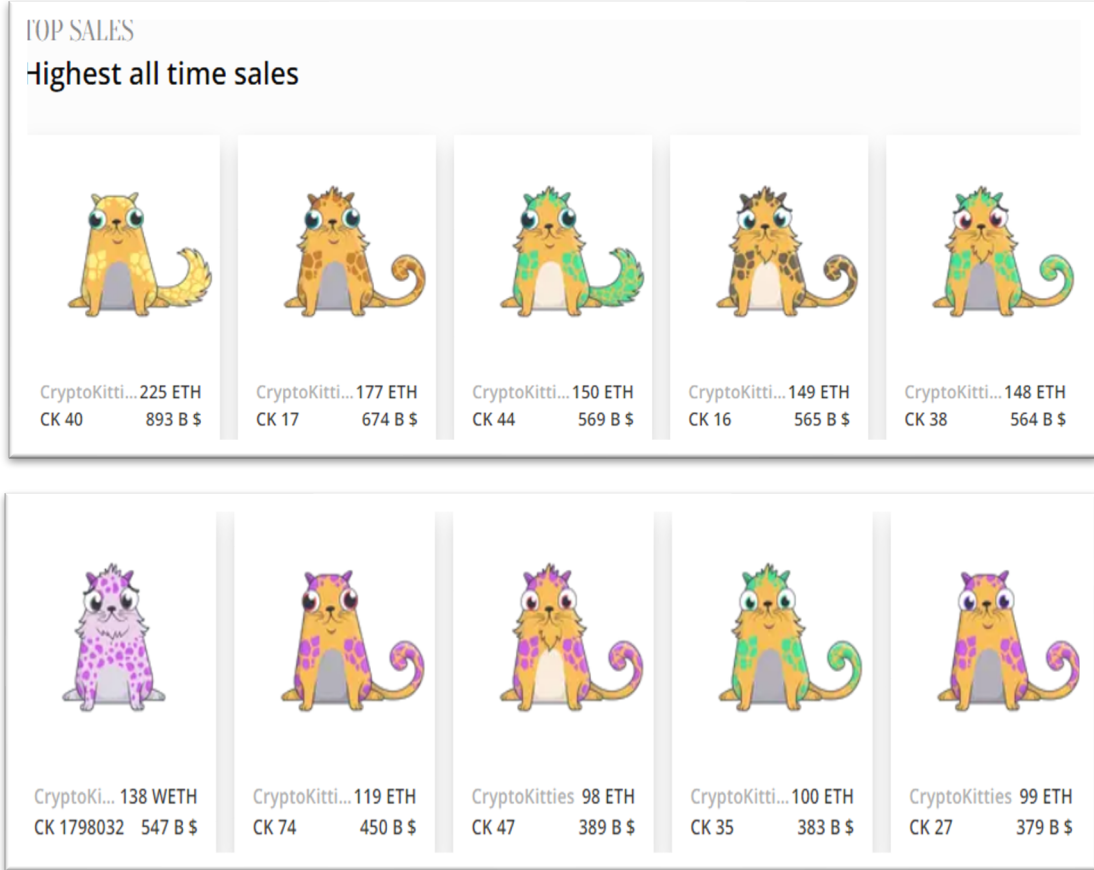 TOP SALES
Highest all time sales
CryptoKitti... 225 ETH
CK 40 893 B $
CryptoKitti... 177 ETH
CK 17 674 B $
CryptoKitti... 150 ETH
CK 44 569 B $
CryptoKitti... 149 ETH
CK 16 565 B $
CryptoKitti... 148 ETH
CK 38 564 B $
CryptoKi... 138 WETH
CK 1798032 547 B $
CryptoKitti... 119 ETH
CK 74 450 B $
CryptoKitties 98 ETH
CK 47 389 B $
CryptoKitti... 100 ETH
CK 35 383 B $
CryptoKitties 99 ETH
CK 27 379 B $